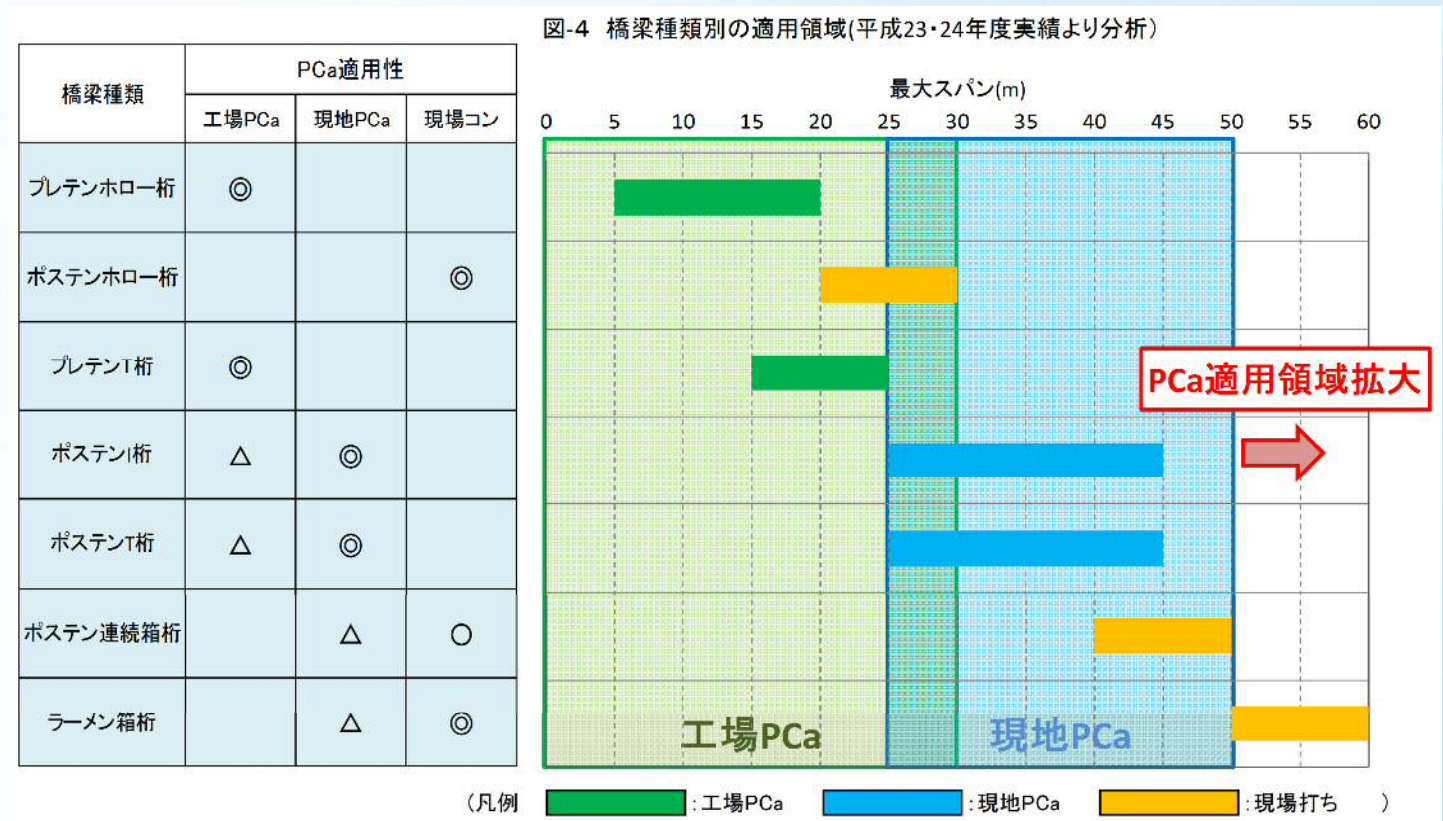 図-4 橋梁種類別の適用領域(平成23・24年度実績より分析)
橋梁種類
PCa適用性
工場PCa 現地PCa 現場コン
プレテンホロー桁 ◎
ポステンホロー桁 ◎
プレテンT桁 ◎
ポステンI桁 △ ◎
ポステンT桁 △ ◎
ポステン連続箱桁 △ ○
ラーメン箱桁 △ ◎
最大スパン(m)
0 5 10 15 20 25 30 35 40 45 50 55 60
PCa適用領域拡大
工場PCa 現地PCa
(凡例 :工場PCa :現地PCa :現場打ち )